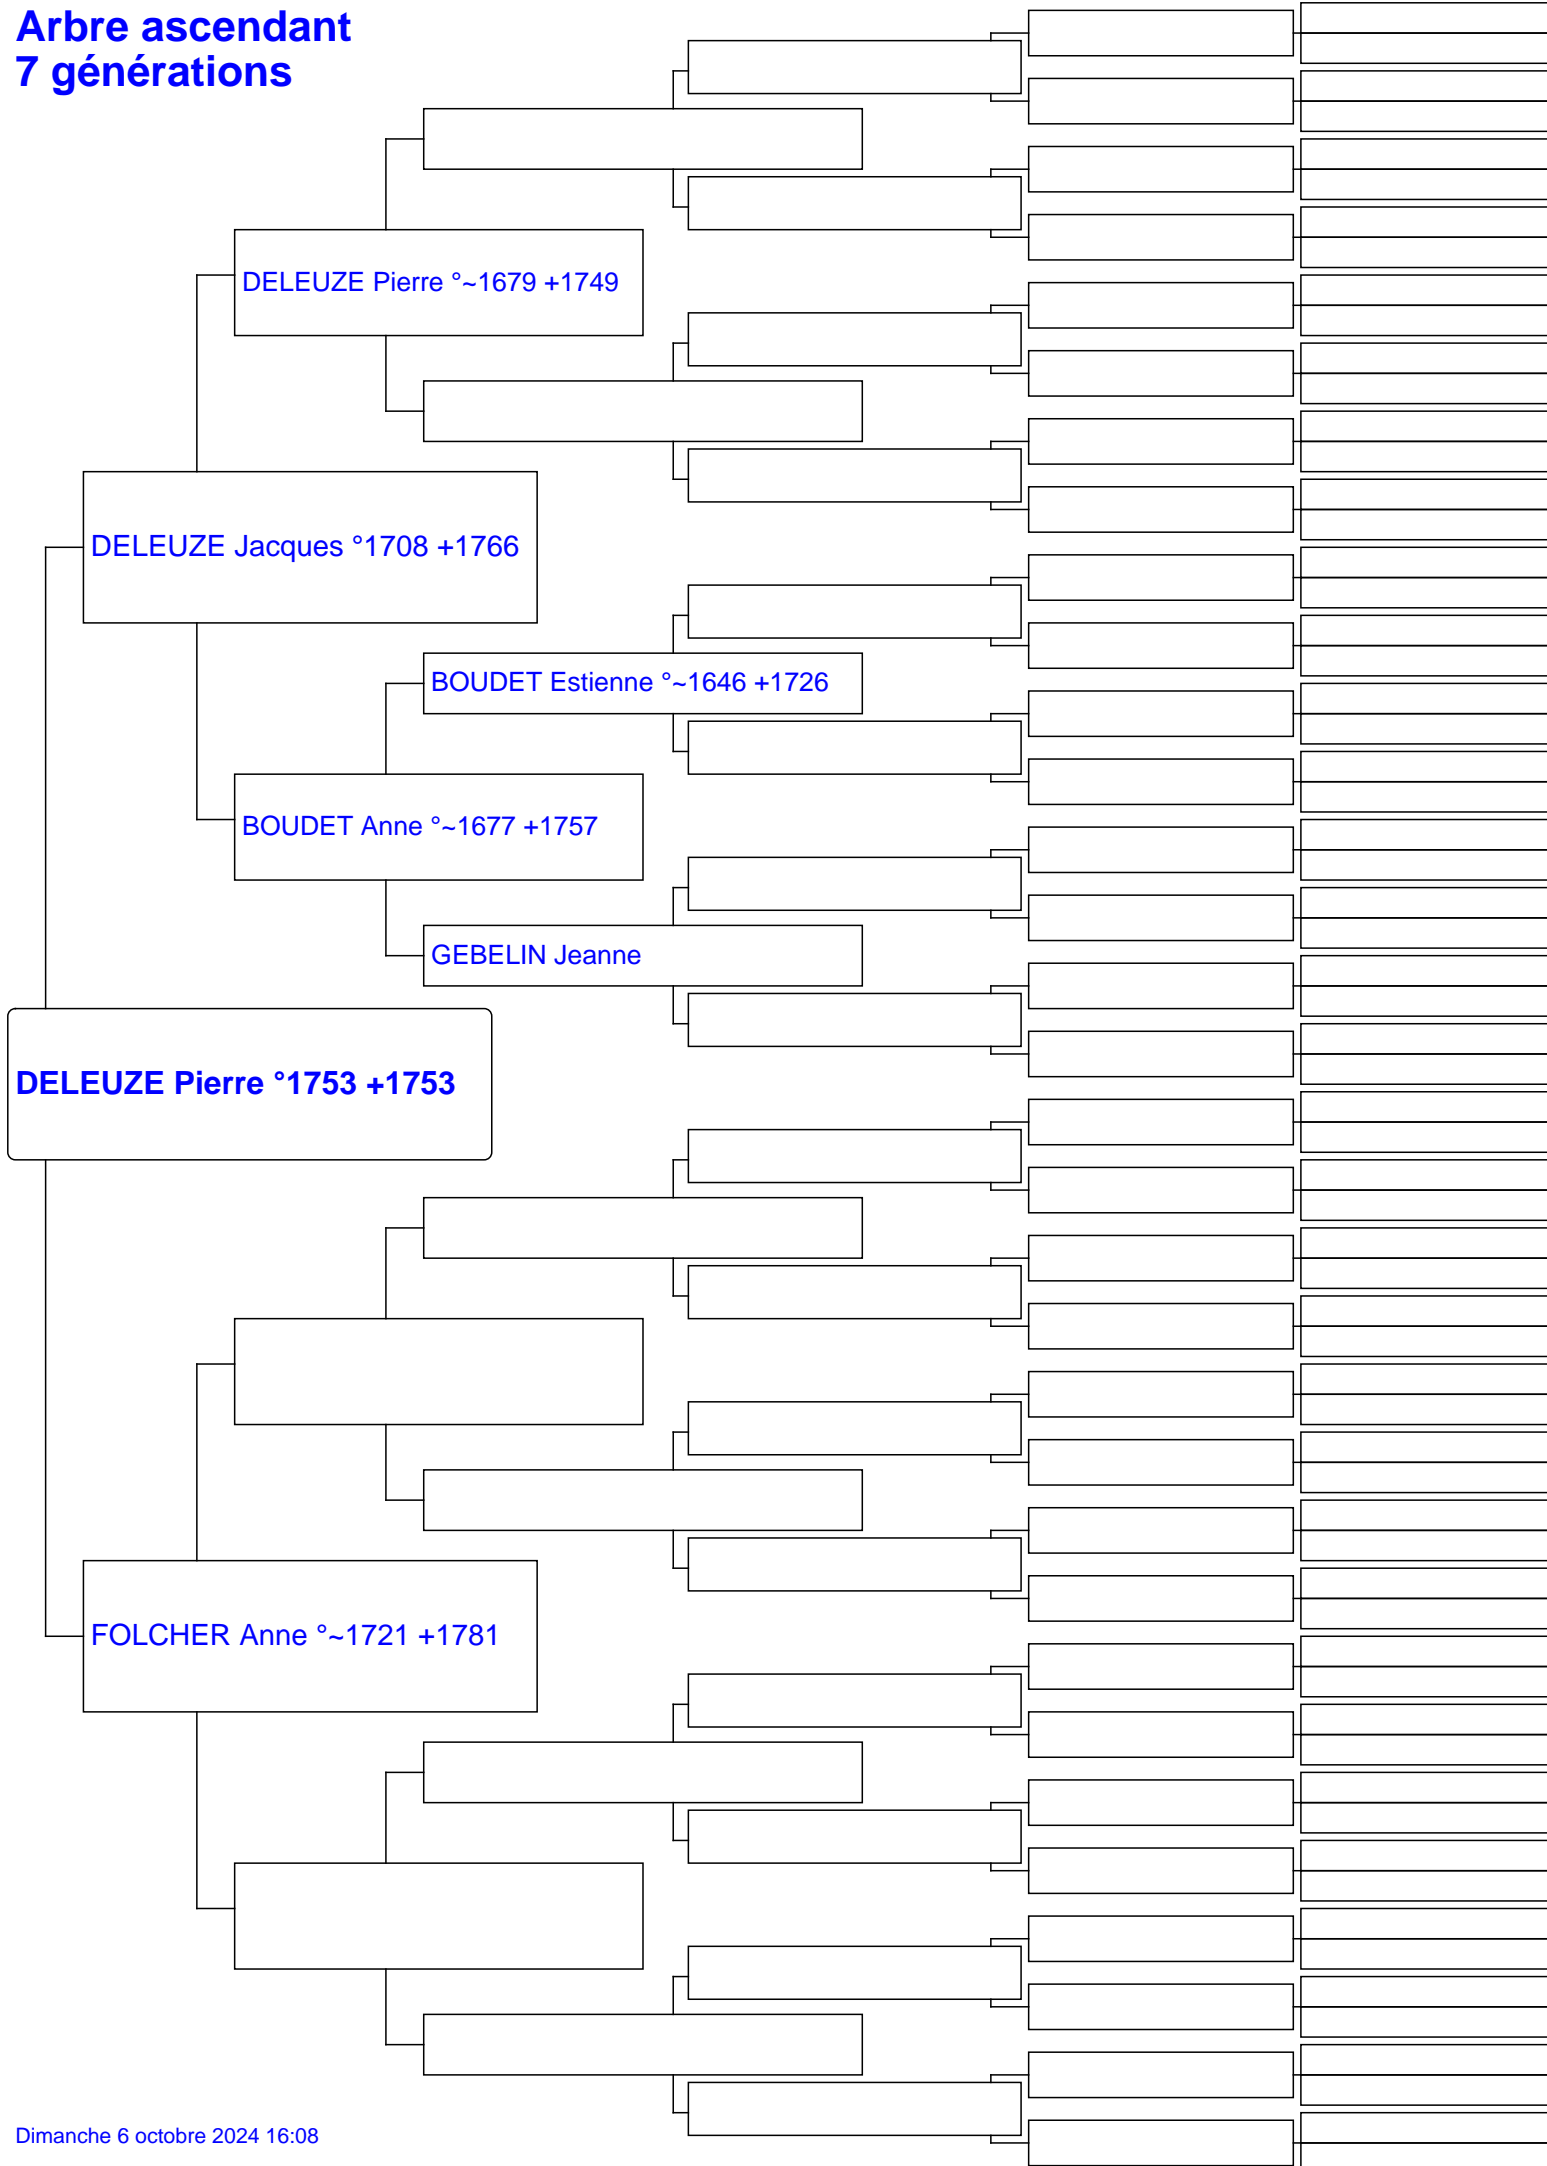 Arbre ascendant
7 générations
DELEUZE Pierre °~1679 +1749
DELEUZE Jacques °1708 +1766
BOUDET Estienne °~1646 +1726
BOUDET Anne °~1677 +1757
GEBELIN Jeanne
DELEUZE Pierre °1753 +1753
FOLCHER Anne °~1721 +1781
Dimanche 6 octobre 2024 16:08